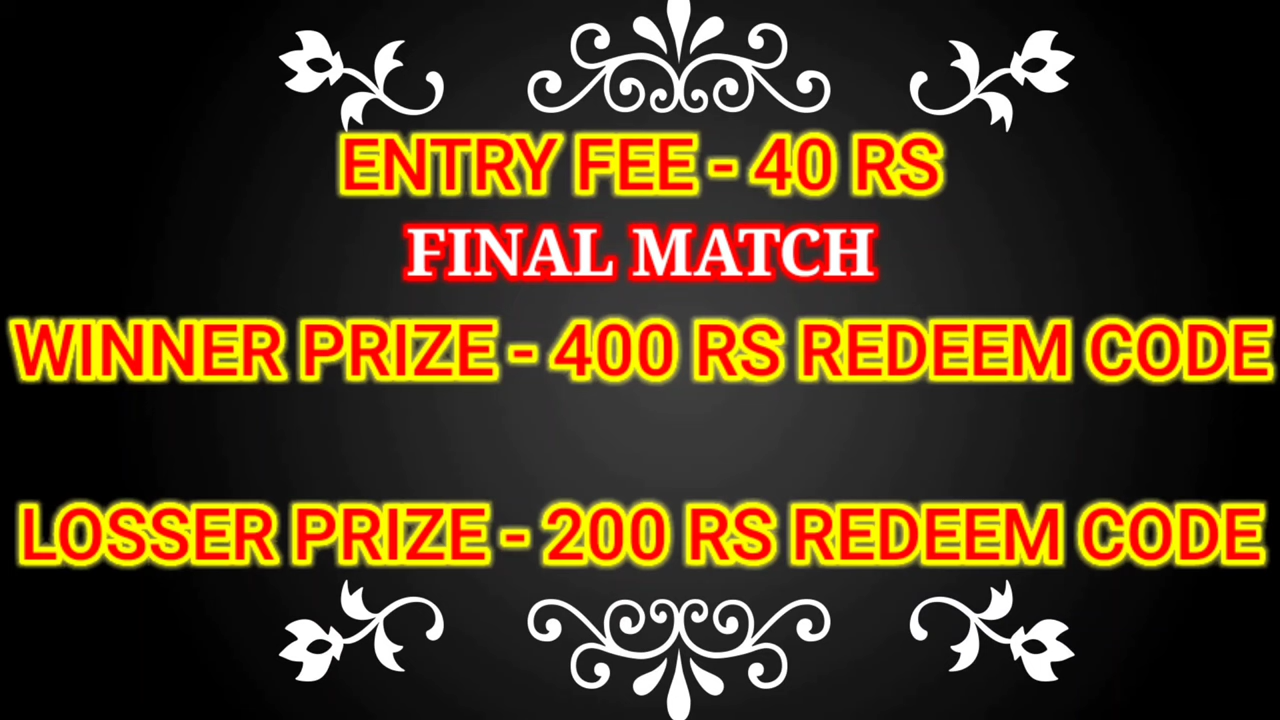 ENTRY FEE - 40 RS
FINAL MATCH
WINNER PRIZE - 400 RS REDEEM CODE
LOSSER PRIZE - 200 RS REDEEM CODE